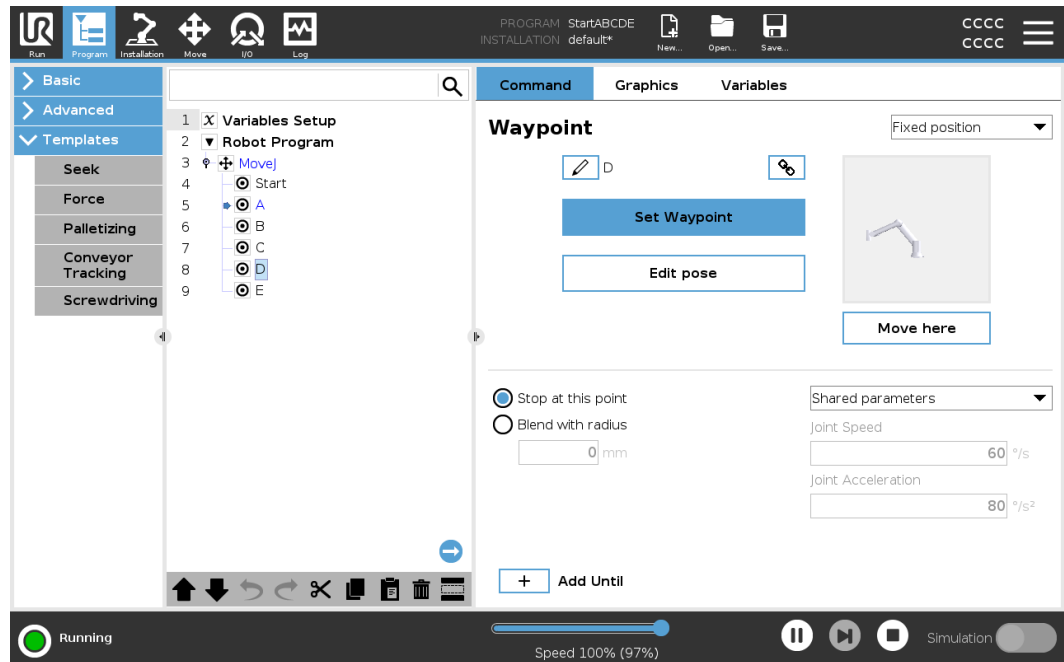 UR
PROGRAM StartABCDE
INSTALLATION default*
CCCC
CCCC
Run Program Installation Move I/O Log New... Open... Save...
Basic
Advanced
Templates
Seek
Force
Palletizing
Conveyor
Tracking
Screwdriving
1 X Variables Setup
2 Robot Program
3 MoveJ
4 Start
5 A
6 B
7 C
8 D
9 E
Command Graphics Variables
Waypoint
Fixed position
D
Set Waypoint
Edit pose
Move here
Stop at this point
Shared parameters
Blend with radius
Joint Speed
0 mm
60 °/s
Joint Acceleration
80 °/s²
+ Add Until
Running
Speed 100% (97%)
Simulation